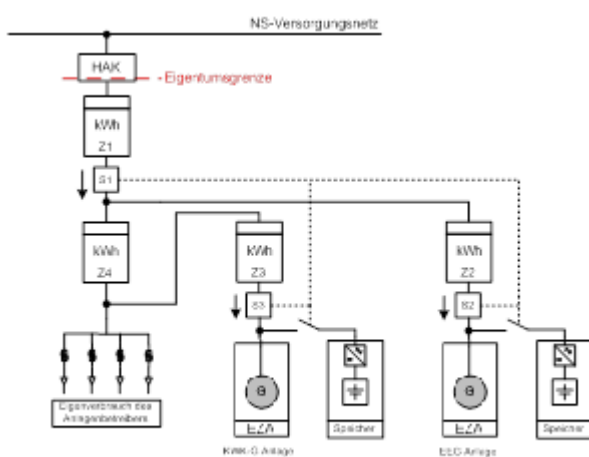 NS-Versorgungsnetz
HAK
Eigentumsgrenze
kWh
Z1
S1
kWh
Z4
kWh
Z3
kWh
Z2
S3
S2
G
G
Eigenverbrauch des
Anlagenbetreibers
EZA
Speicher
EZA
Speicher
KWK-G Anlage
EEG Anlage